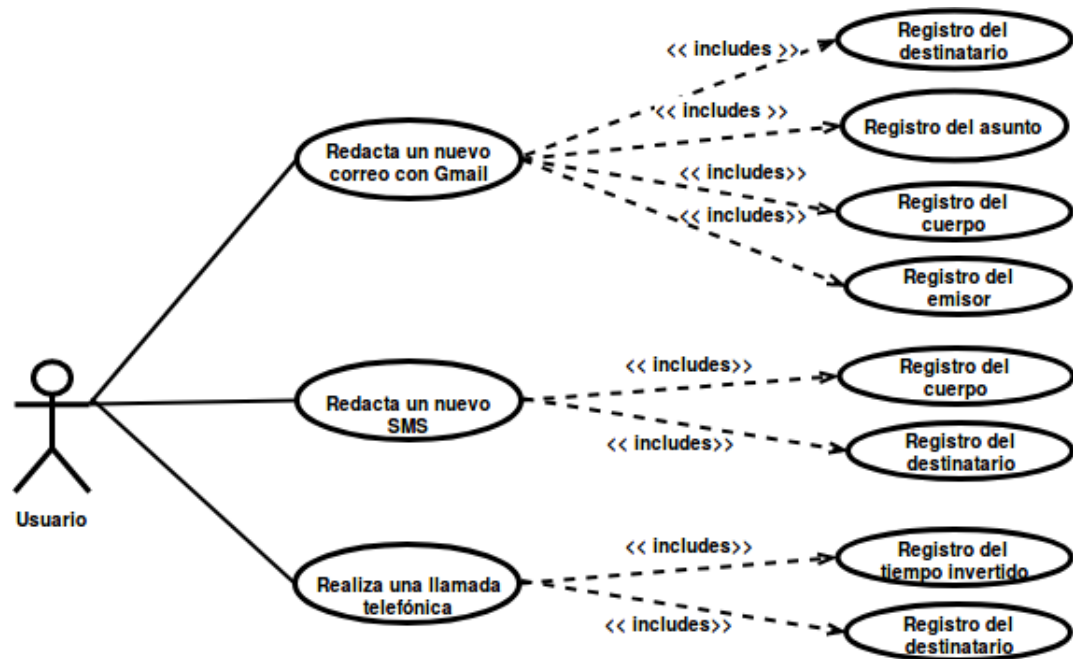 Registro del
destinatario
<< includes >>
<< includes >>
Registro del asunto
Redacta un nuevo
correo con Gmail
<< includes>>
Registro del
cuerpo
<< includes>>
Registro del
emisor
<< includes>>
Registro del
cuerpo
Redacta un nuevo
SMS
<< includes>>
Registro del
destinatario
Usuario
<< includes>>
Registro del
tiempo invertido
Realiza una llamada
telefónica
<< includes>>
Registro del
destinatario